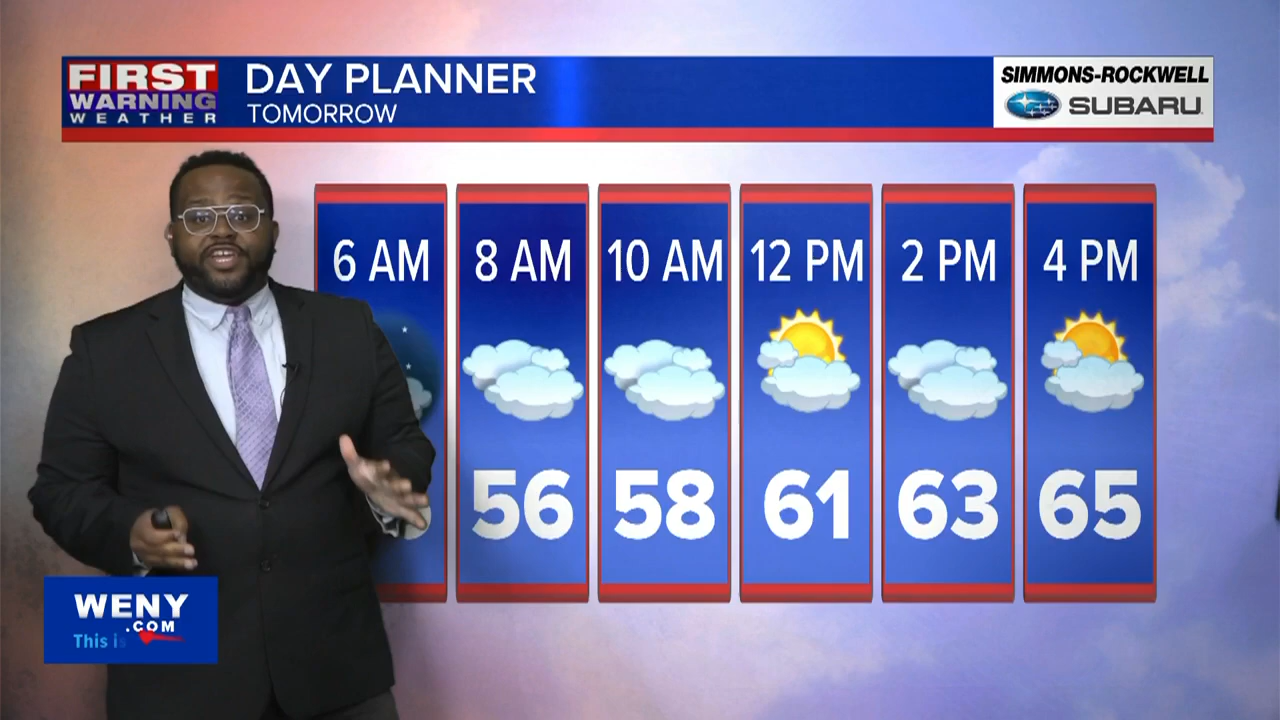 FIRST
WARNING
WEATHER
DAY PLANNER
TOMORROW
SIMMONS-ROCKWELL
SUBARU
6 AM
8 AM
10 AM
12 PM
2 PM
4 PM
56
58
61
63
65
WENY
.COM
This is